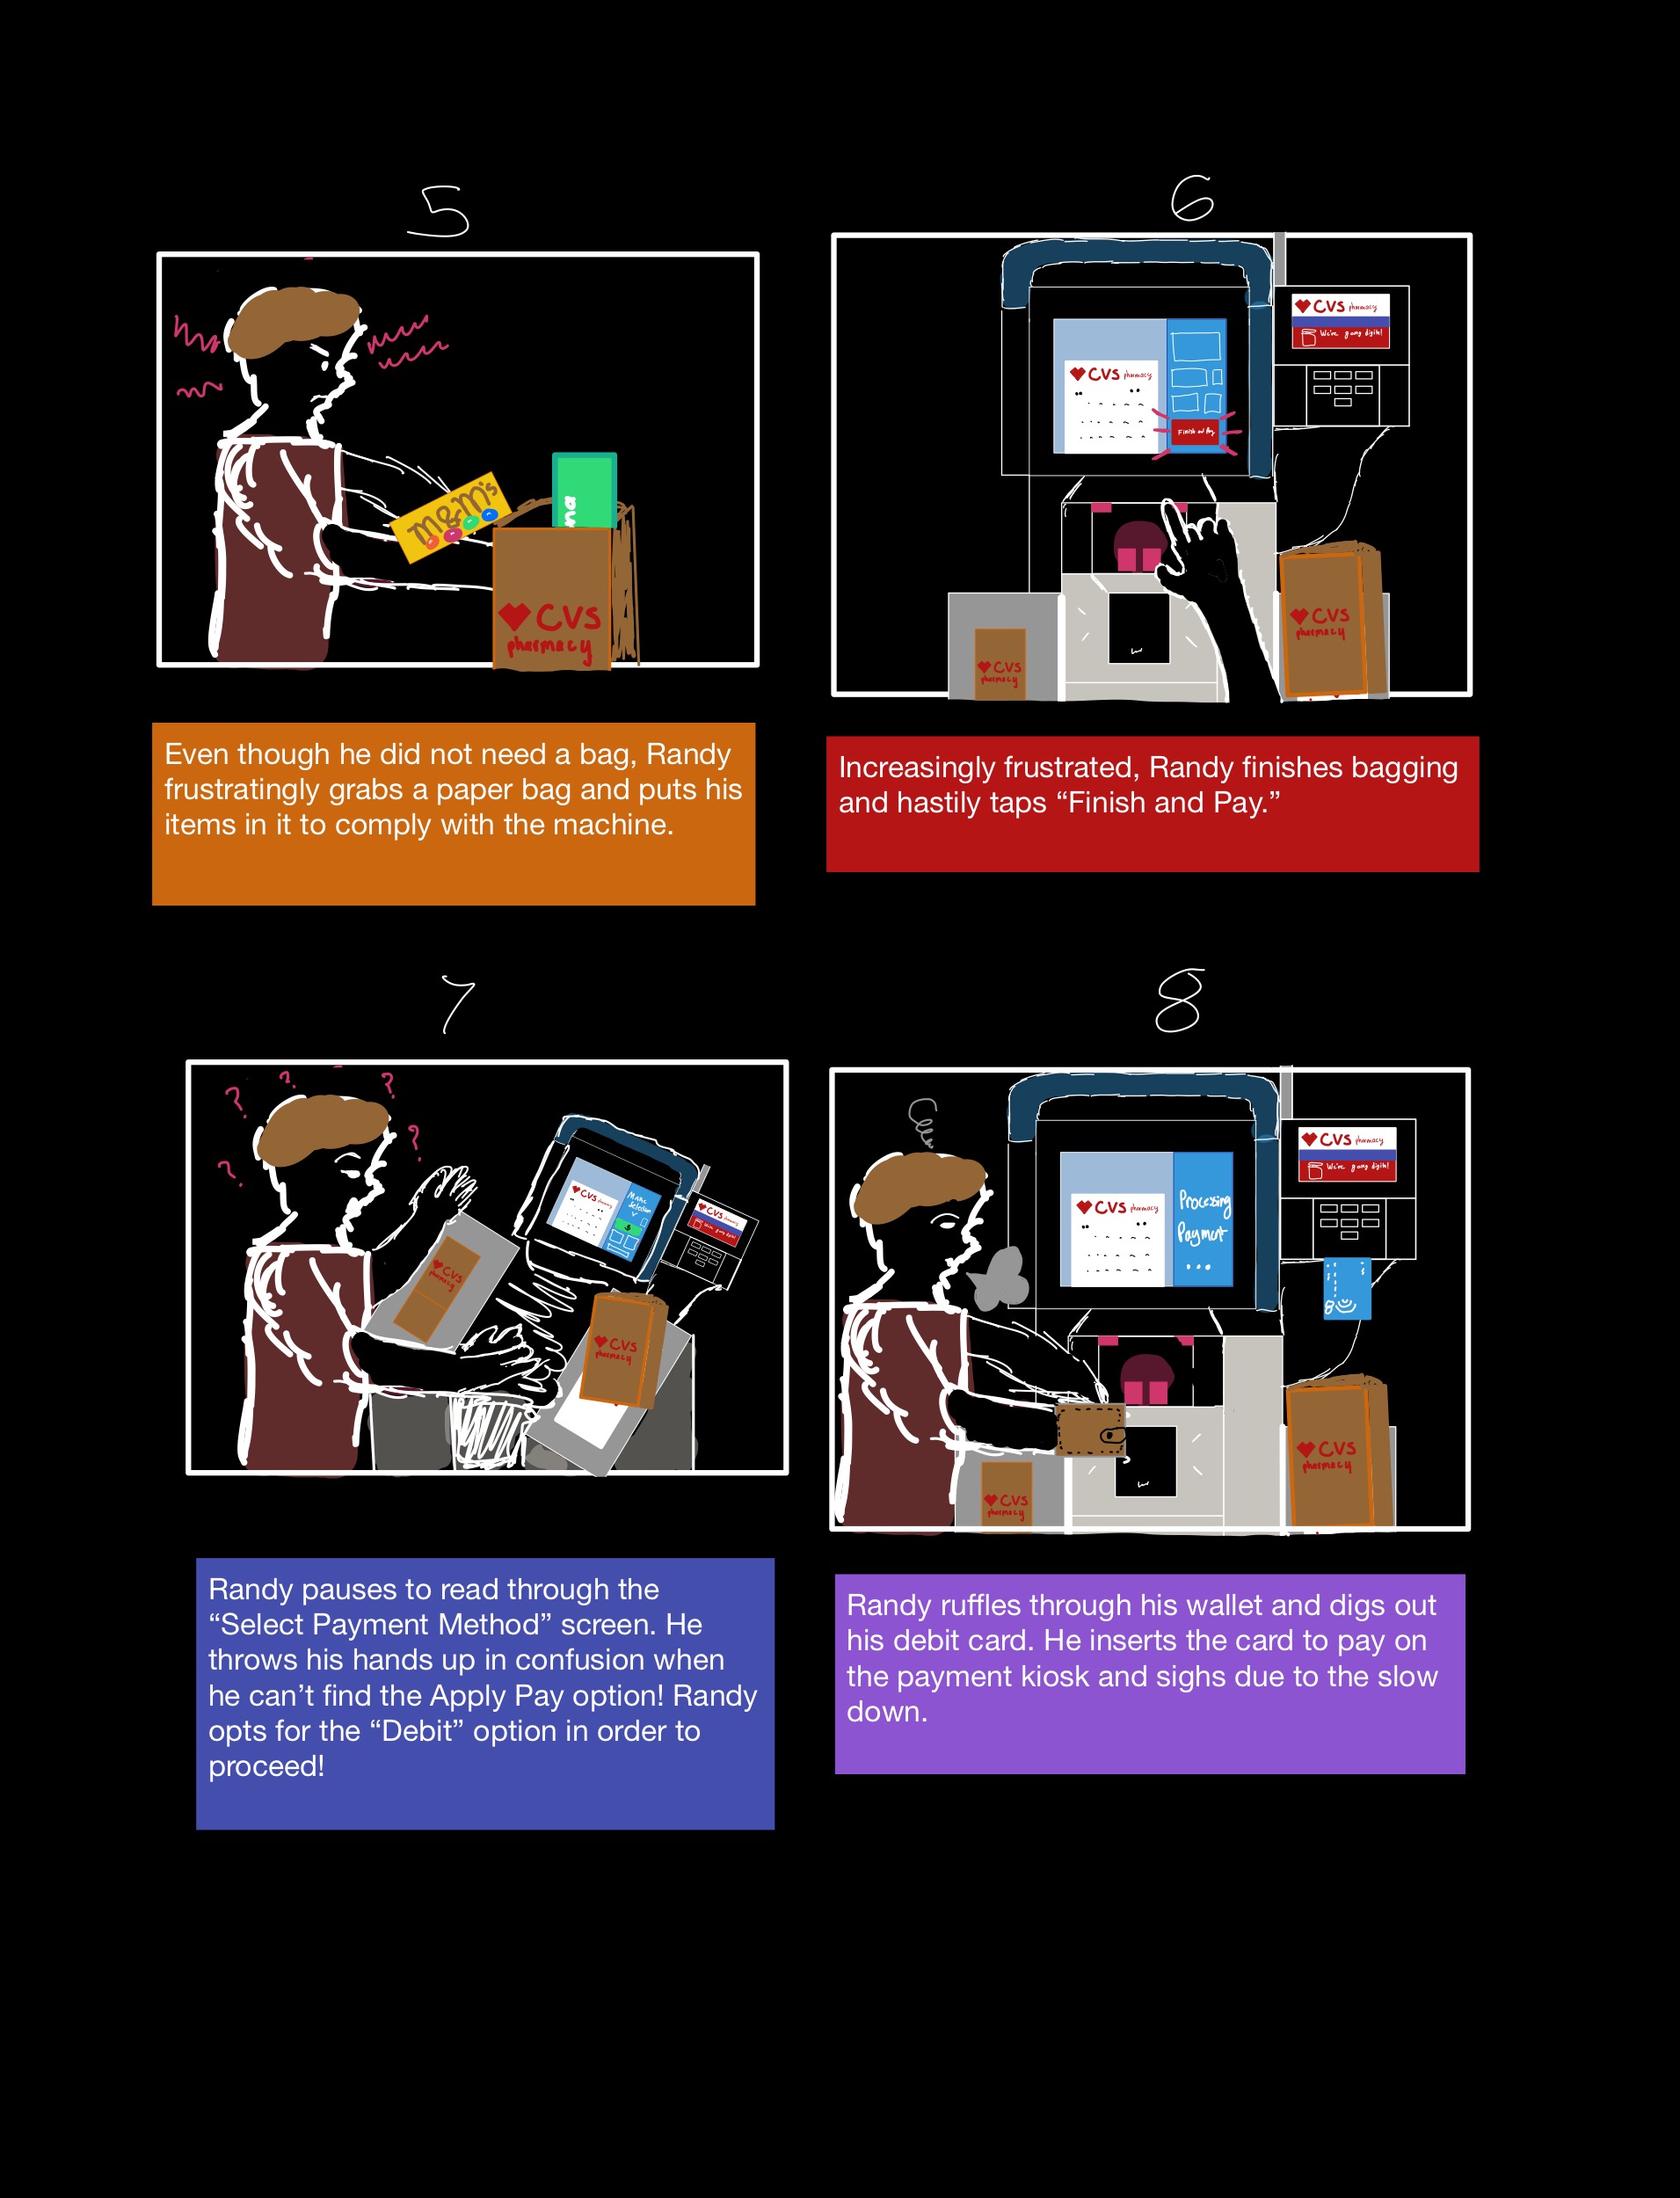 5
6
M&M's
na
CVS
pharmacy
CVS pharmacy
Finish and Pay
CVS pharmacy
We're going digital!
CVS
pharmacy
CVS
pharmacy
Even though he did not need a bag, Randy
frustratingly grabs a paper bag and puts his
items in it to comply with the machine.
Increasingly frustrated, Randy finishes bagging
and hastily taps “Finish and Pay.”
7
8
? ? ? ? ?
CVS
pharmacy
CVS pharmacy
Make
Selection
$
CVS pharmacy
CVS
pharmacy
CVS pharmacy
Processing
Payment
...
CVS pharmacy
We're going digital!
CVS
pharmacy
CVS
pharmacy
Randy pauses to read through the
“Select Payment Method” screen. He
throws his hands up in confusion when
he can’t find the Apply Pay option! Randy
opts for the “Debit” option in order to
proceed!
Randy ruffles through his wallet and digs out
his debit card. He inserts the card to pay on
the payment kiosk and sighs due to the slow
down.